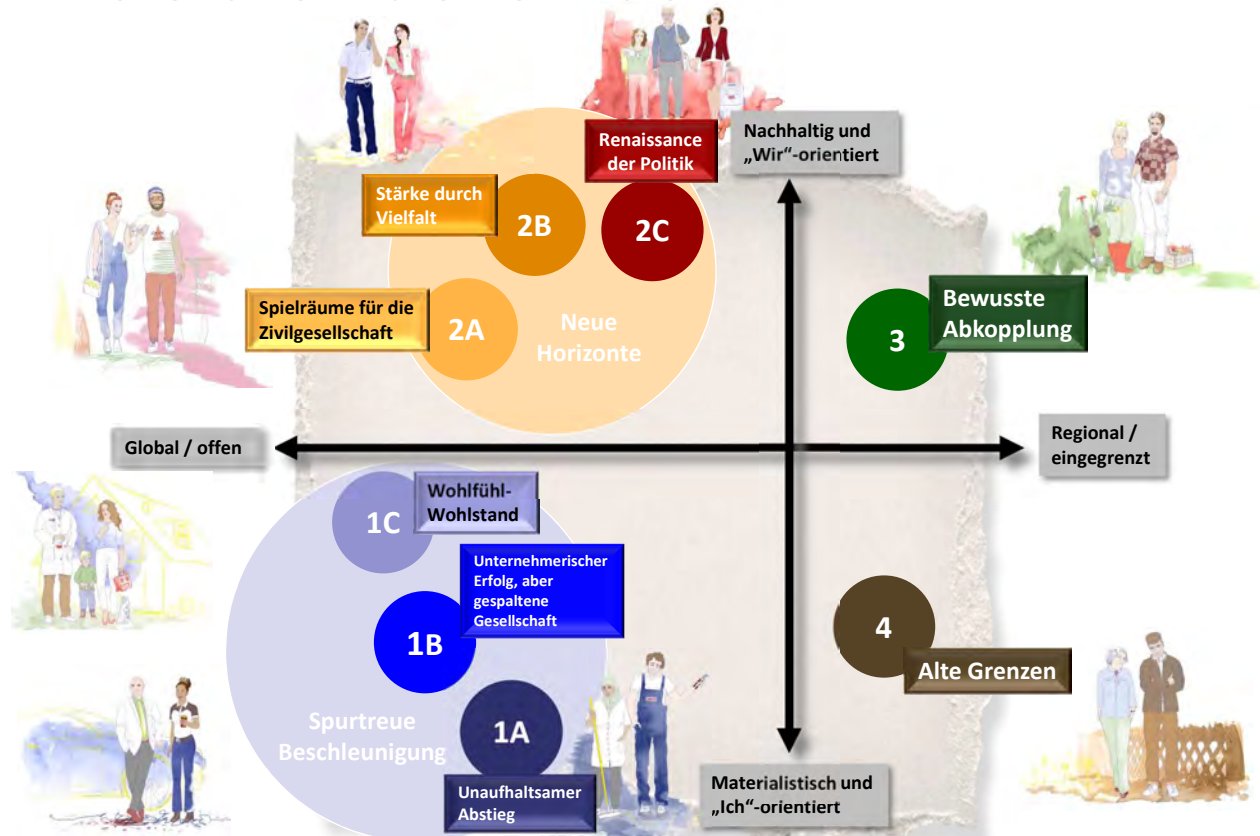 Renaissance
der Politik
Nachhaltig und
„Wir“-orientiert
Stärke durch
Vielfalt
2B
2C
Spielräume für die
Zivilgesellschaft
2A
Neue
Horizonte
3
Bewusste
Abkopplung
Global / offen
Regional /
eingegrenzt
1C
Wohlfühl-
Wohlstand
Unternehmerischer
Erfolg, aber
gespaltene
Gesellschaft
1B
4
Alte Grenzen
Spurtreue
Beschleunigung
1A
Unaufhaltsamer
Abstieg
Materialistisch und
„Ich“-orientiert